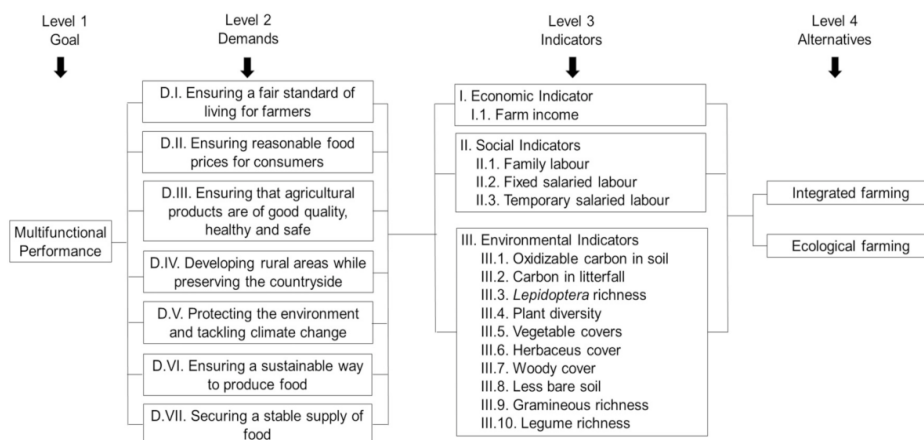 Level 1
Goal
Level 2
Demands
Level 3
Indicators
Level 4
Alternatives
Multifunctional
Performance
D.I. Ensuring a fair standard of
living for farmers
D.II. Ensuring reasonable food
prices for consumers
D.III. Ensuring that agricultural
products are of good quality,
healthy and safe
D.IV. Developing rural areas while
preserving the countryside
D.V. Protecting the environment
and tackling climate change
D.VI. Ensuring a sustainable way
to produce food
D.VII. Securing a stable supply of
food
I. Economic Indicator
I.1. Farm income
II. Social Indicators
II.1. Family labour
II.2. Fixed salaried labour
II.3. Temporary salaried labour
III. Environmental Indicators
III.1. Oxidizable carbon in soil
III.2. Carbon in litterfall
III.3. Lepidoptera richness
III.4. Plant diversity
III.5. Vegetable covers
III.6. Herbaceus cover
III.7. Woody cover
III.8. Less bare soil
III.9. Gramineous richness
III.10. Legume richness
Integrated farming
Ecological farming